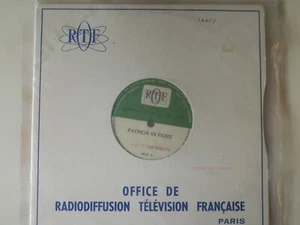 RTF
RTF
PATRICIA IN PARIS
OFFICE DE
RADIODIFFUSION TÉLÉVISION FRANÇAISE
PARIS